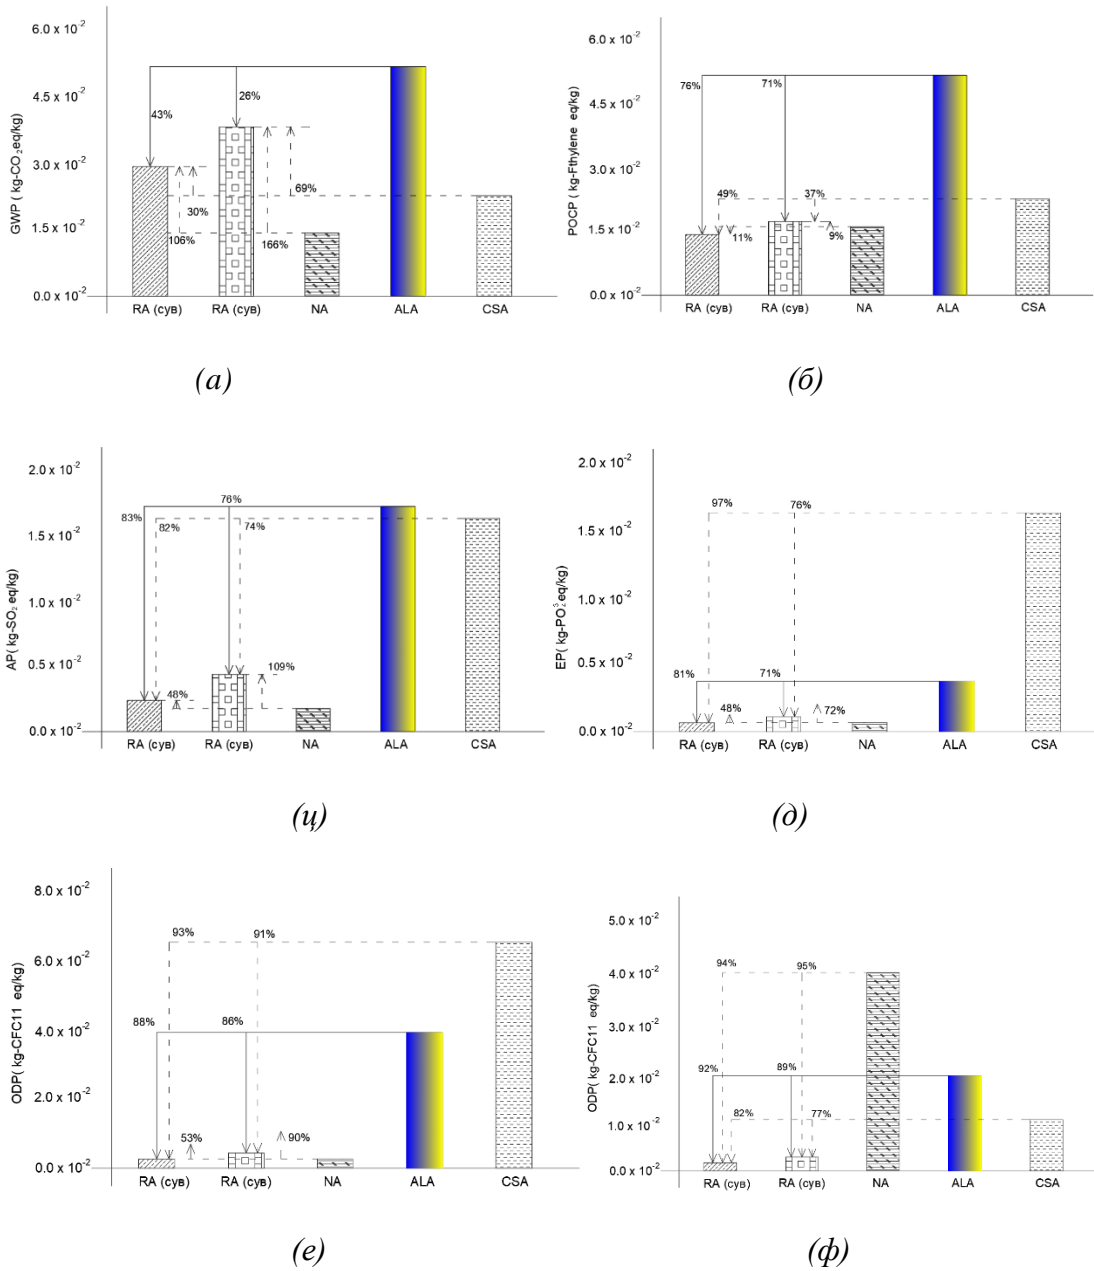 6.0 x 10⁻²
4.5 x 10⁻²
3.0 x 10⁻²
1.5 x 10⁻²
0.0 x 10⁻²
GWP ( kg-CO₂eq/kg)
43%
26%
30%
69%
106%
166%
RA (сув) RA (сув) NA ALA CSA
(а)
6.0 x 10⁻²
4.5 x 10⁻²
3.0 x 10⁻²
1.5 x 10⁻²
0.0 x 10⁻²
POCP ( kg-Fthylene eq/kg)
76%
71%
49%
37%
11%
9%
RA (сув) RA (сув) NA ALA CSA
(б)
2.0 x 10⁻²
1.5 x 10⁻²
1.0 x 10⁻²
0.5 x 10⁻²
0.0 x 10⁻²
AP( kg-SO₂ eq/kg)
76%
83%
82%
74%
109%
48%
RA (сув) RA (сув) NA ALA CSA
(ц)
2.0 x 10⁻²
1.5 x 10⁻²
1.0 x 10⁻²
0.5 x 10⁻²
0.0 x 10⁻²
EP( kg-PO eq/kg)
97%
76%
81%
71%
48%
72%
RA (сув) RA (сув) NA ALA CSA
(д)
8.0 x 10⁻²
6.0 x 10⁻²
4.0 x 10⁻²
2.0 x 10⁻²
0.0 x 10⁻²
ODP( kg-CFC11 eq/kg)
93%
91%
88%
86%
53%
90%
RA (сув) RA (сув) NA ALA CSA
(е)
5.0 x 10⁻²
4.0 x 10⁻²
3.0 x 10⁻²
2.0 x 10⁻²
1.0 x 10⁻²
0.0 x 10⁻²
ODP( kg-CFC11 eq/kg)
94%
95%
92%
89%
82%
77%
RA (сув) RA (сув) NA ALA CSA
(ф)